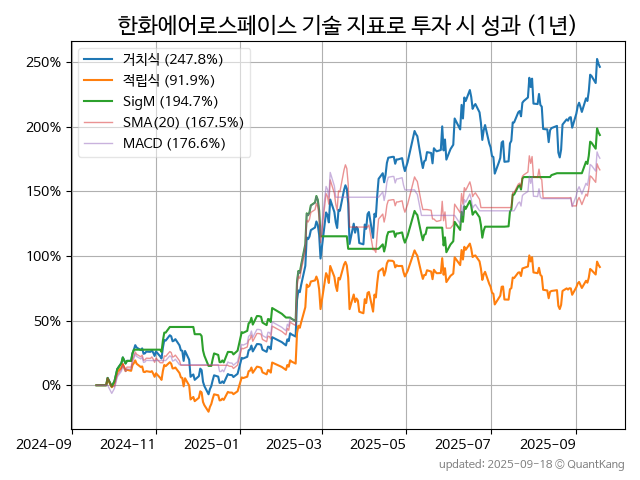 한화에어로스페이스 기술 지표로 투자 시 성과 (1년)
거치식 (247.8%)
적립식 (91.9%)
SigM (194.7%)
SMA(20) (167.5%)
MACD (176.6%)
250%
200%
150%
100%
50%
0%
2024-09 2024-11 2025-01 2025-03 2025-05 2025-07 2025-09
updated: 2025-09-18 © QuantKang